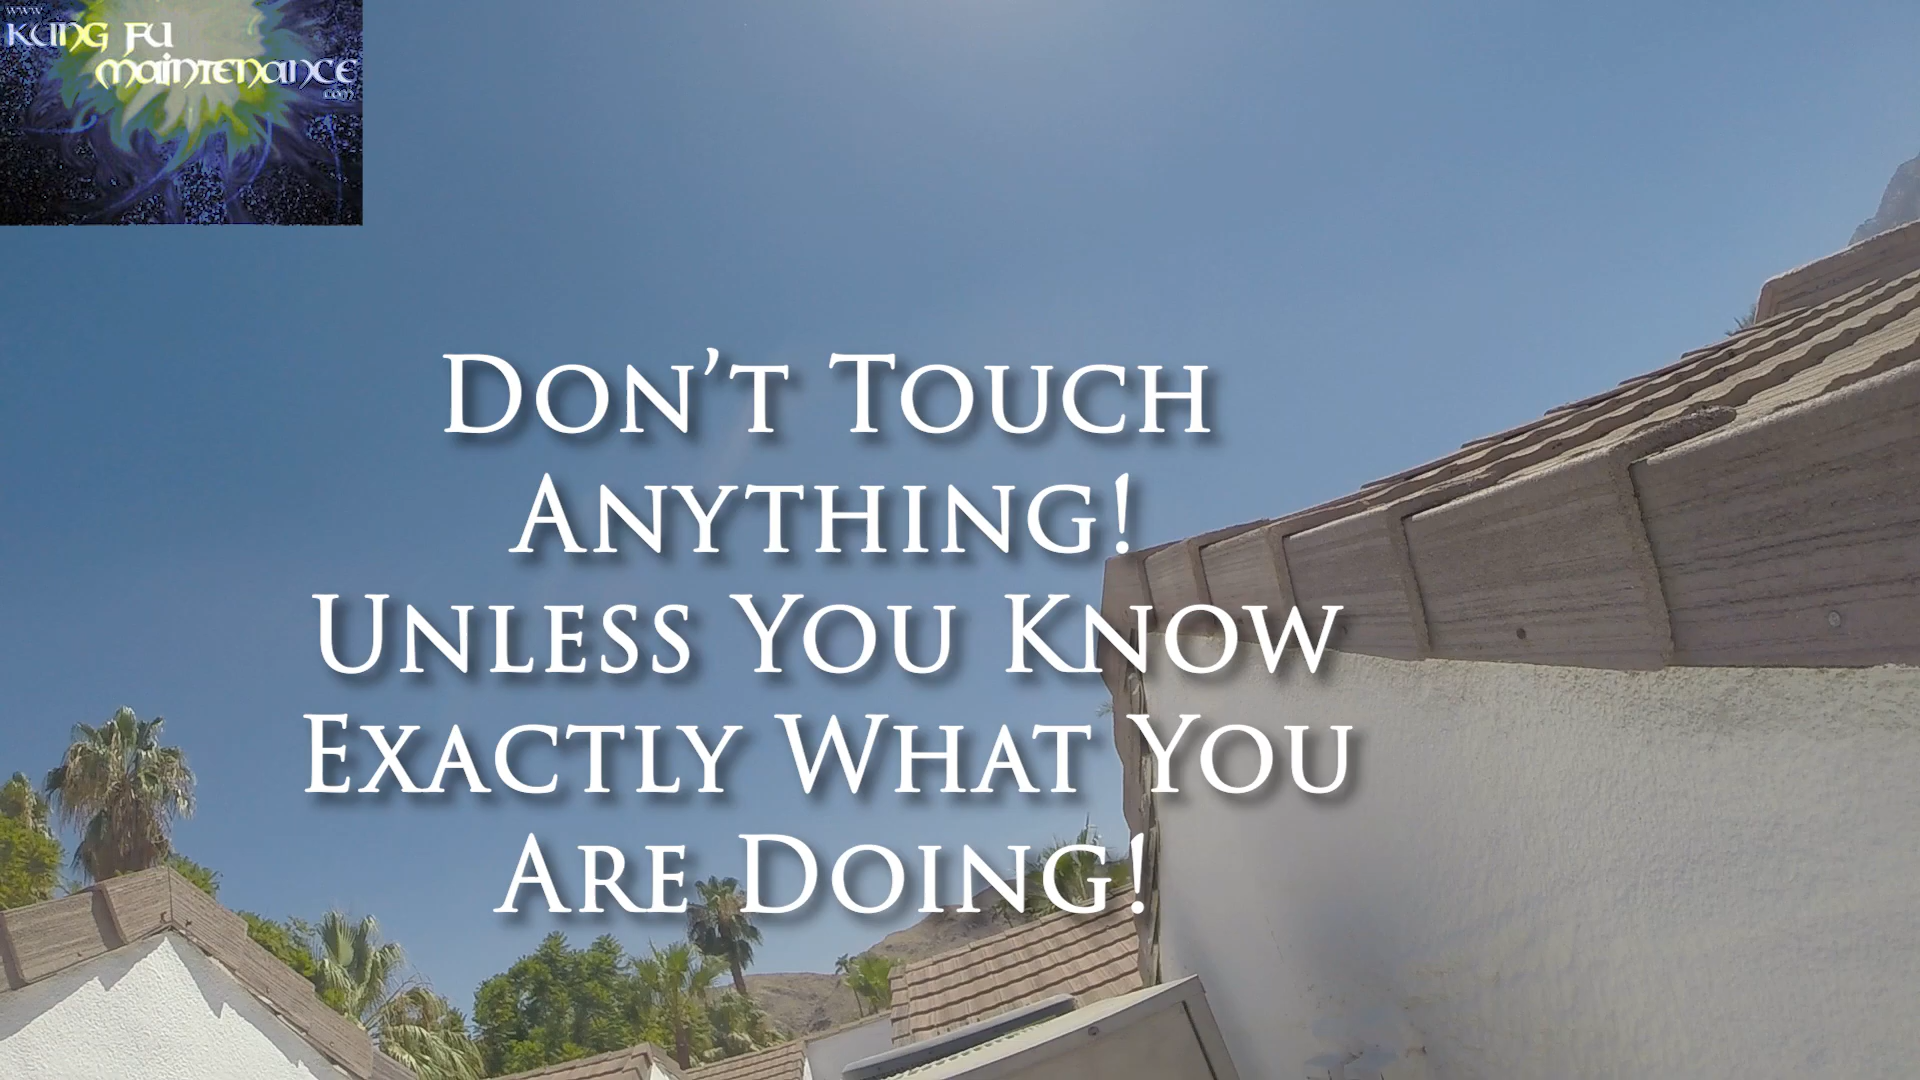 www
Kung Fu
Maintenance
.com
Don't Touch
Anything!
Unless You Know
Exactly What You
Are Doing!